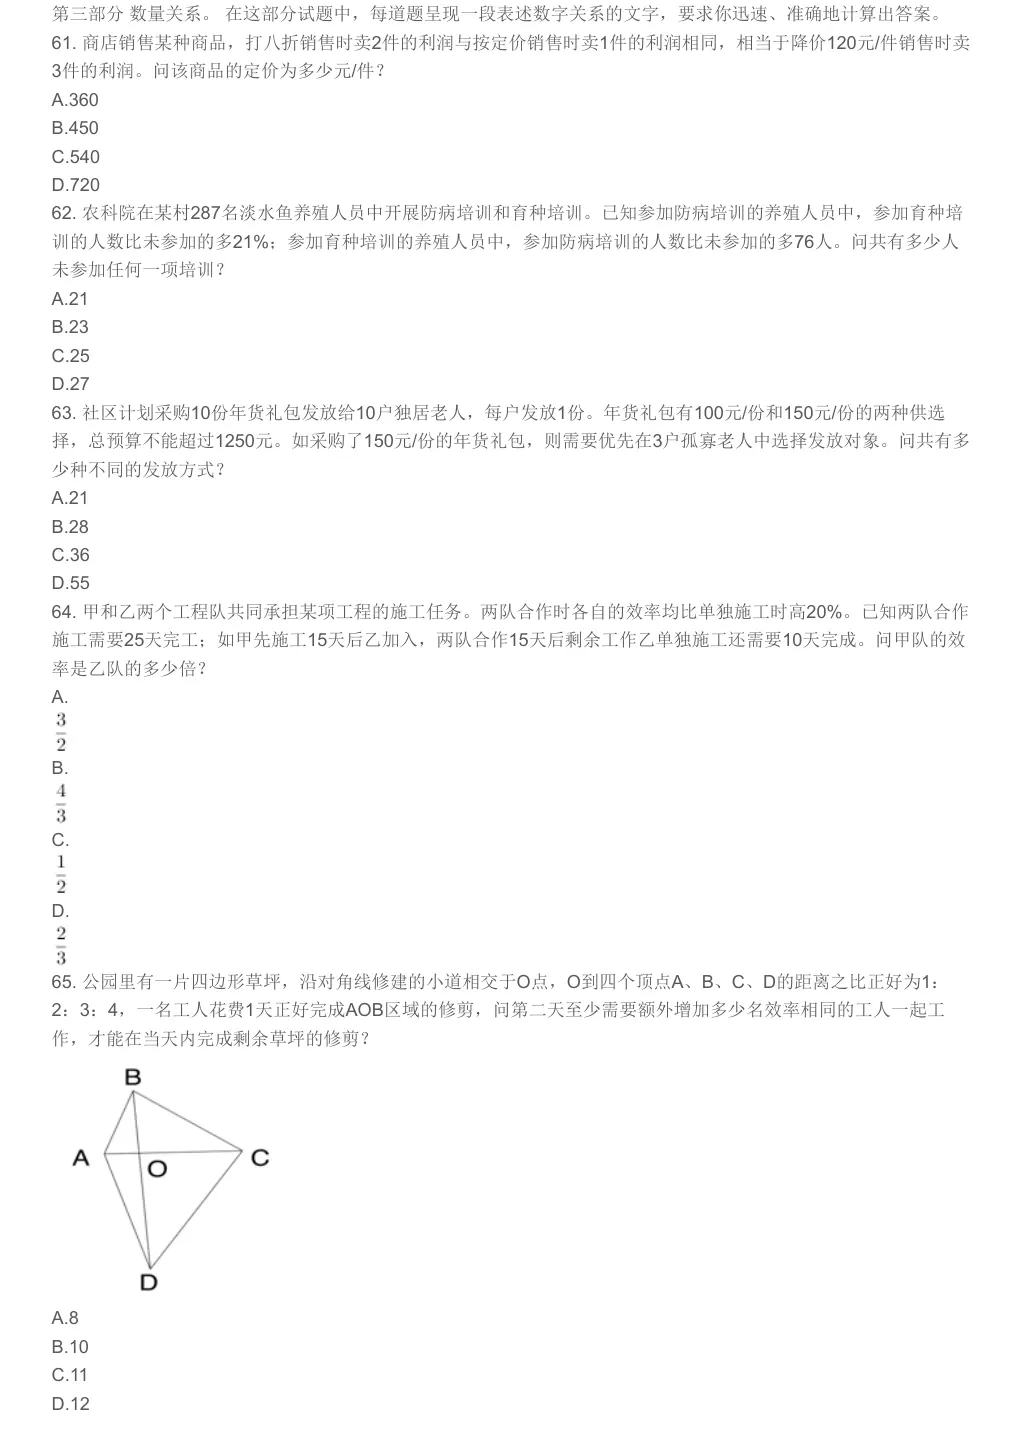 第三部分 数量关系。 在这部分试题中，每道题呈现一段表述数字关系的文字，要求你迅速、准确地计算出答案。
61. 商店销售某种商品，打八折销售时卖2件的利润与按定价销售时卖1件的利润相同，相当于降价120元/件销售时卖
3件的利润。问该商品的定价为多少元/件？
A.360
B.450
C.540
D.720
62. 农科院在某村287名淡水鱼养殖人员中开展防病培训和育种培训。已知参加防病培训的养殖人员中，参加育种培
训的人数比未参加的多21%；参加育种培训的养殖人员中，参加防病培训的人数比未参加的多76人。问共有多少人
未参加任何一项培训？
A.21
B.23
C.25
D.27
63. 社区计划采购10份年货礼包发放给10户独居老人，每户发放1份。年货礼包有100元/份和150元/份的两种供选
择，总预算不能超过1250元。如采购了150元/份的年货礼包，则需要优先在3户孤寡老人中选择发放对象。问共有多
少种不同的发放方式？
A.21
B.28
C.36
D.55
64. 甲和乙两个工程队共同承担某项工程的施工任务。两队合作时各自的效率均比单独施工时高20%。已知两队合作
施工需要25天完工；如甲先施工15天后乙加入，两队合作15天后剩余工作乙单独施工还需要10天完成。问甲队的效
率是乙队的多少倍？
A.
3
2
B.
4
3
C.
1
2
D.
2
3
65. 公园里有一片四边形草坪，沿对角线修建的小道相交于O点，O到四个顶点A、B、C、D的距离之比正好为1：
2：3：4，一名工人花费1天正好完成AOB区域的修剪，问第二天至少需要额外增加多少名效率相同的工人一起工
作，才能在当天内完成剩余草坪的修剪？
B
A
O
C
D
A.8
B.10
C.11
D.12